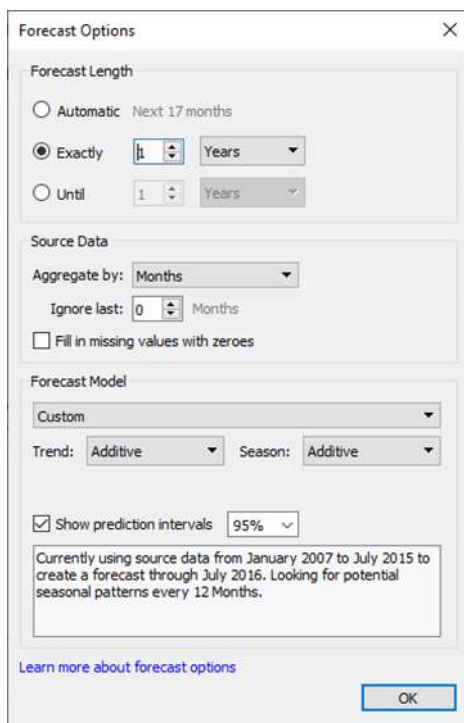 Forecast Options
Forecast Length
Automatic Next 17 months
Exactly 1 Years
Until 1 Years
Source Data
Aggregate by: Months
Ignore last: 0 Months
Fill in missing values with zeroes
Forecast Model
Custom
Trend: Additive Season: Additive
Show prediction intervals 95%
Currently using source data from January 2007 to July 2015 to
create a forecast through July 2016. Looking for potential
seasonal patterns every 12 Months.
Learn more about forecast options
OK